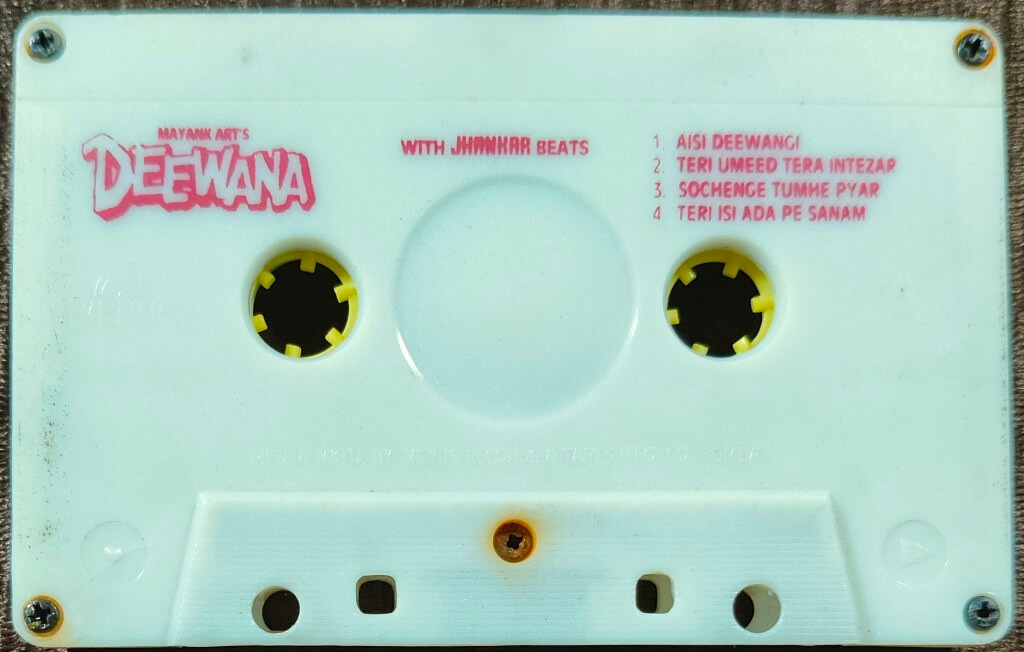 MAYANK ART'S
DEEWANA
WITH JHANKAR BEATS
1. AISI DEEWANGI
2. TERI UMEED TERA INTEZAR
3. SOCHENGE TUMHE PYAR
4 TERI ISI ADA PE SANAM
A